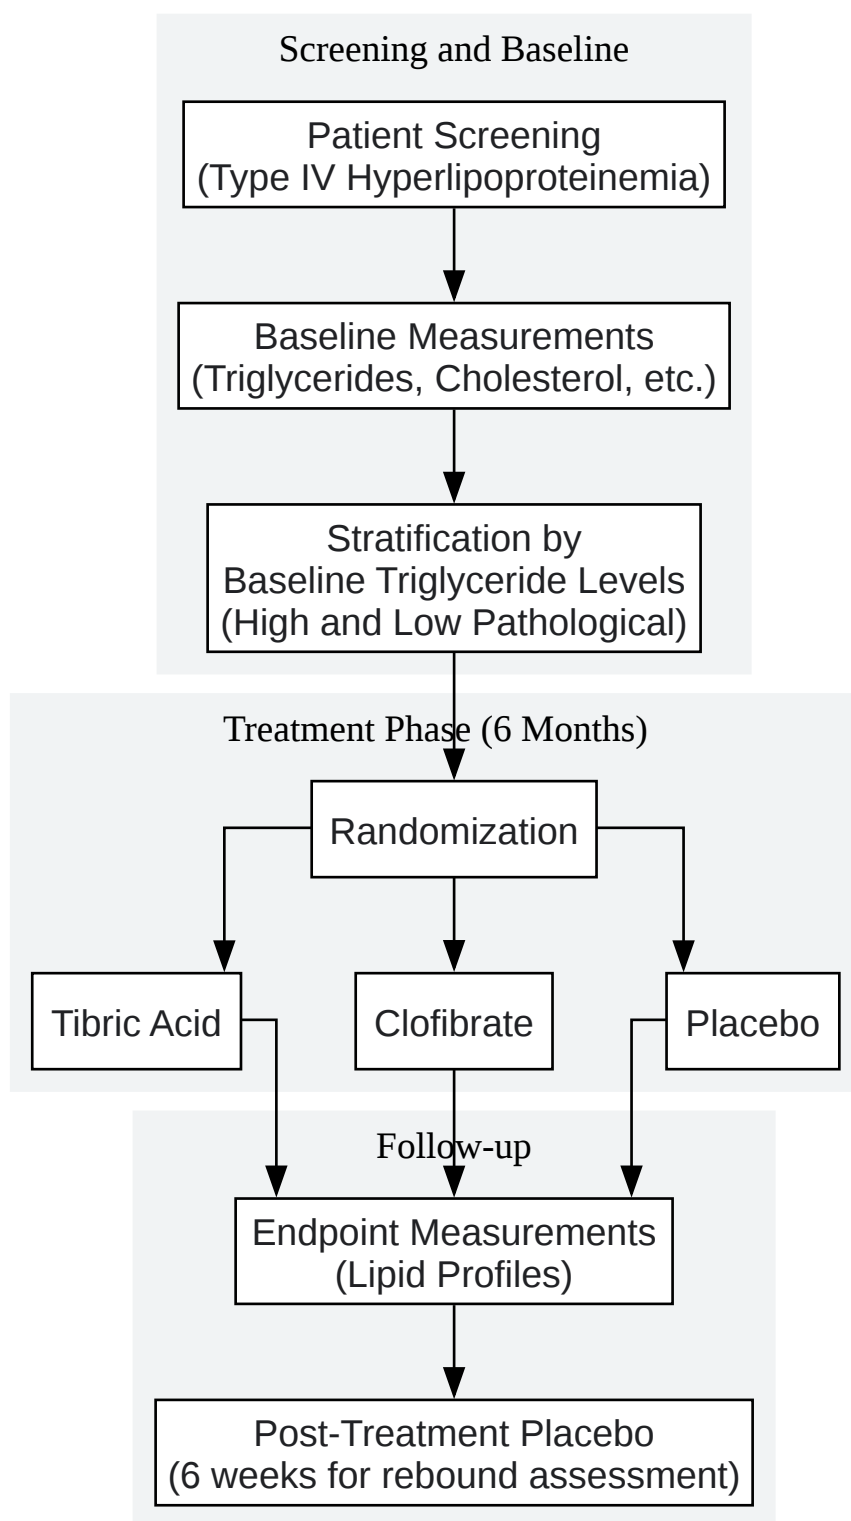 Screening and Baseline
Patient Screening
(Type IV Hyperlipoproteinemia)
Baseline Measurements
(Triglycerides, Cholesterol, etc.)
Stratification by
Baseline Triglyceride Levels
(High and Low Pathological)
Treatment Phase (6 Months)
Randomization
Tibric Acid
Clofibrate
Placebo
Follow-up
Endpoint Measurements
(Lipid Profiles)
Post-Treatment Placebo
(6 weeks for rebound assessment)